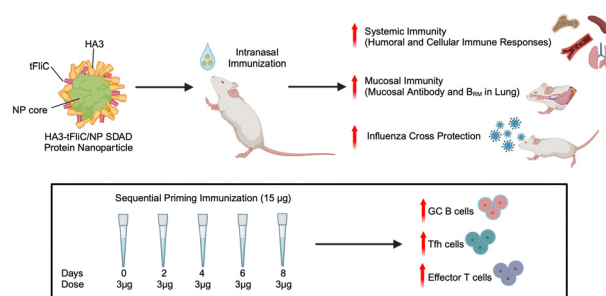 HA3
tFliC
NP core
HA3-tFliC/NP SDAD
Protein Nanoparticle
Intranasal
Immunization
Systemic Immunity
(Humoral and Cellular Immune Responses)
Mucosal Immunity
(Mucosal Antibody and BRM in Lung)
Influenza Cross Protection
Sequential Priming Immunization (15 µg)
Days 0 2 4 6 8
Dose 3µg 3µg 3µg 3µg 3µg
GC B cells
Tfh cells
Effector T cells